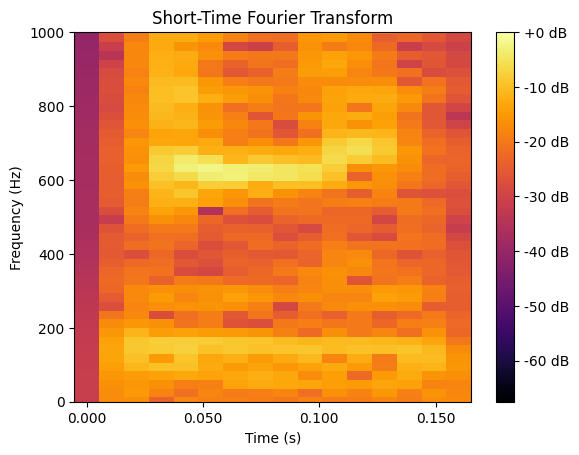 Short-Time Fourier Transform
1000
800
600
400
200
0
Frequency (Hz)
0.000
0.050
0.100
0.150
Time (s)
+0 dB
-10 dB
-20 dB
-30 dB
-40 dB
-50 dB
-60 dB